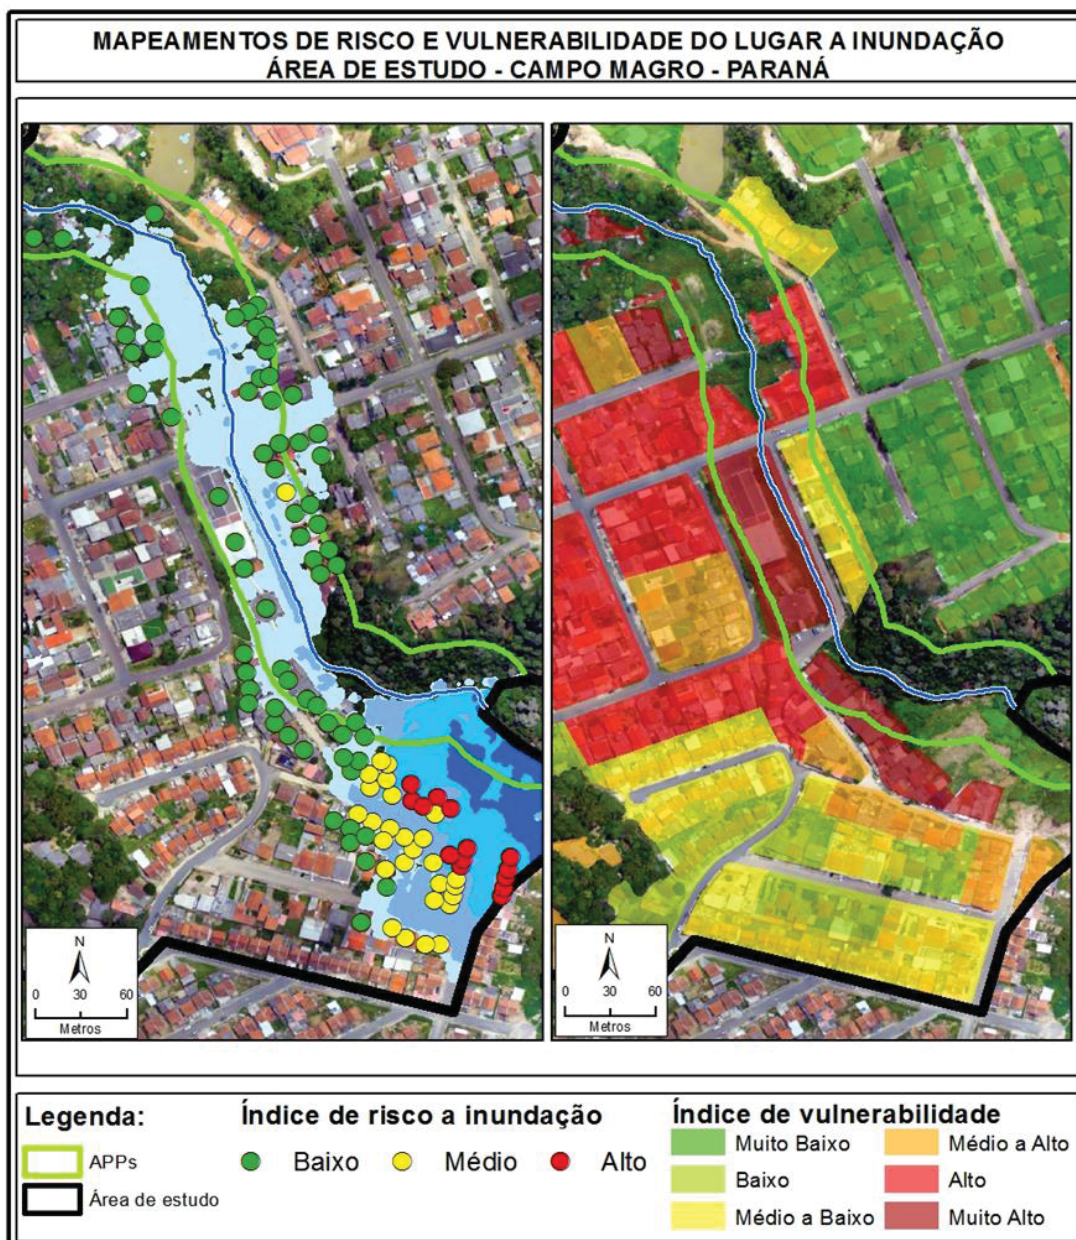 MAPEAMENTOS DE RISCO E VULNERABILIDADE DO LUGAR A INUNDAÇÃO
ÁREA DE ESTUDO - CAMPO MAGRO - PARANÁ
N
0 30 60
Metros
N
0 30 60
Metros
Legenda:
APPs
Área de estudo
Índice de risco a inundação
Baixo Médio Alto
Índice de vulnerabilidade
Muito Baixo Médio a Alto
Baixo Alto
Médio a Baixo Muito Alto